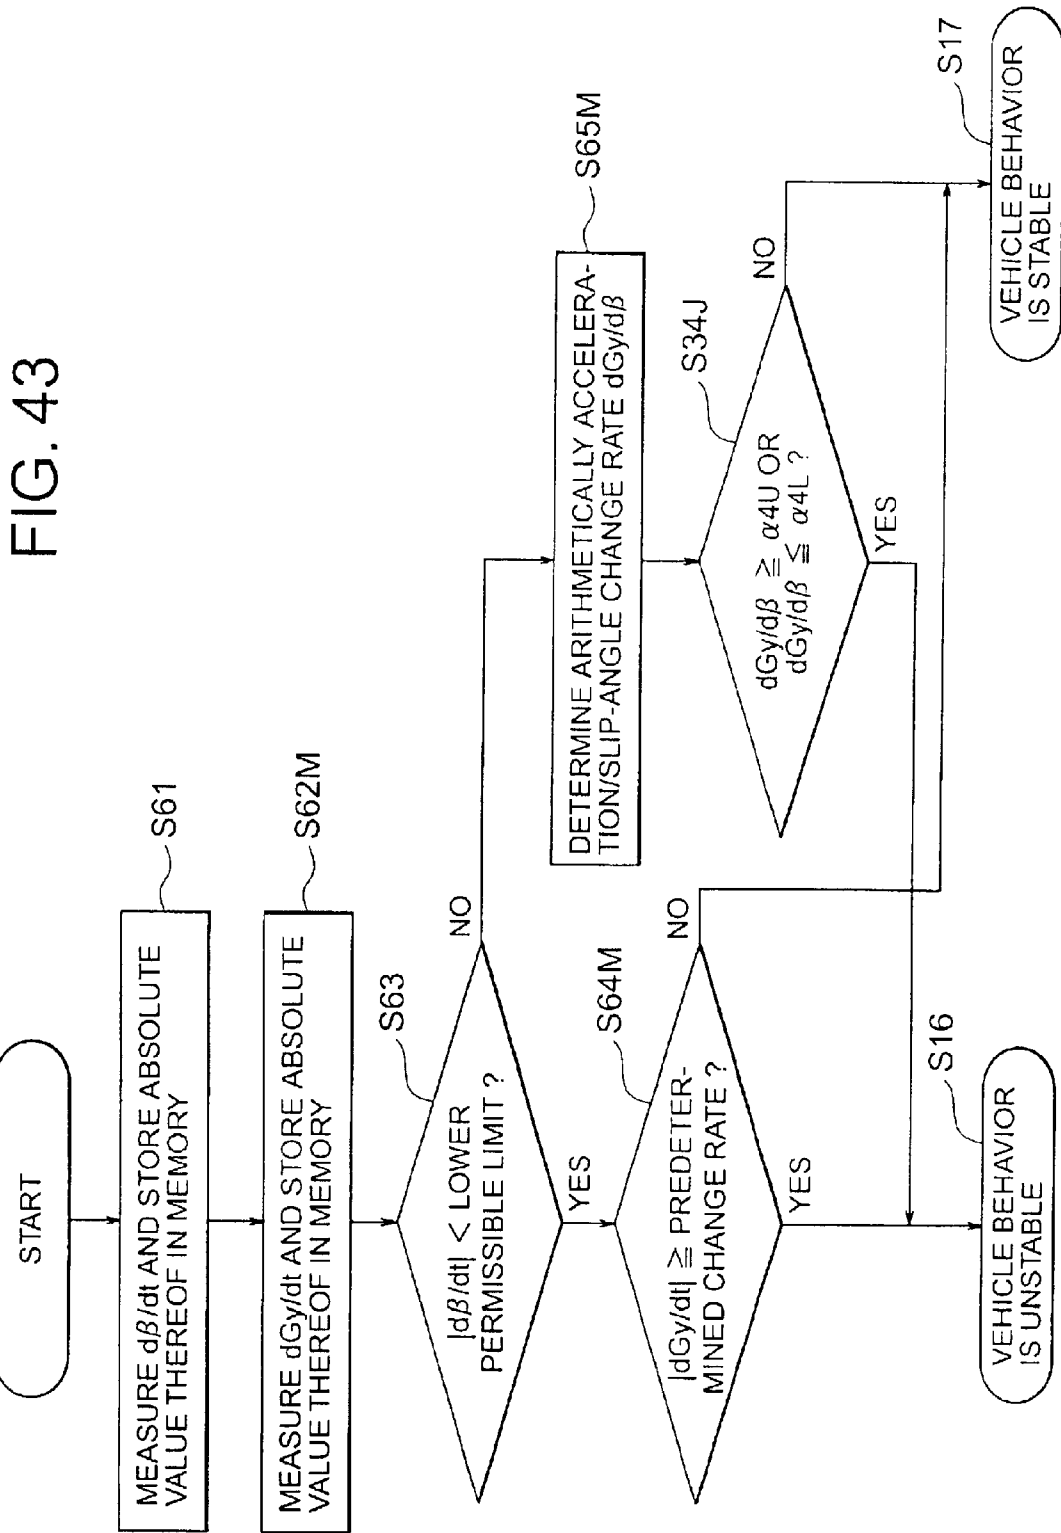 FIG. 43
START
MEASURE dβ/dt AND STORE ABSOLUTE
VALUE THEREOF IN MEMORY
S61
MEASURE dGy/dt AND STORE ABSOLUTE
VALUE THEREOF IN MEMORY
S62M
|dβ/dt| < LOWER
PERMISSIBLE LIMIT ?
S63
NO
YES
|dGy/dt| ≧ PREDETER-
MINED CHANGE RATE ?
S64M
NO
YES
DETERMINE ARITHMETICALLY ACCELERA-
TION/SLIP-ANGLE CHANGE RATE dGy/dβ
S65M
dGy/dβ ≧ α4U OR
dGy/dβ ≦ α4L ?
S34J
NO
YES
S16
VEHICLE BEHAVIOR
IS UNSTABLE
S17
VEHICLE BEHAVIOR
IS STABLE